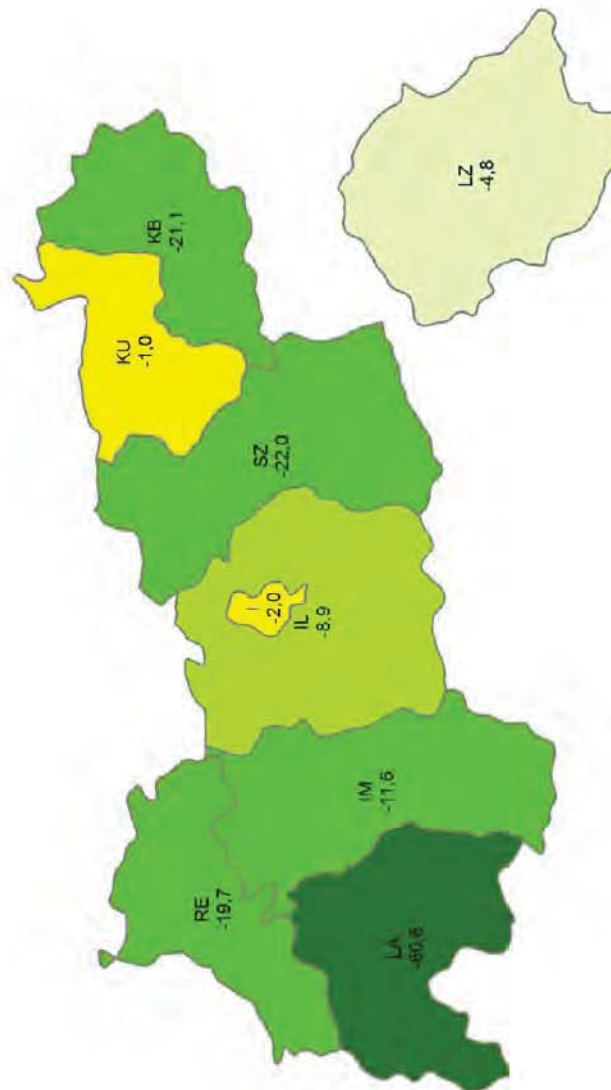 KU
-1,0
KB
-21,1
RE
-19,7
I
-2,0
SZ
-22,0
IL
-8,9
IM
-11,6
LA
-60,6
LZ
-4,8